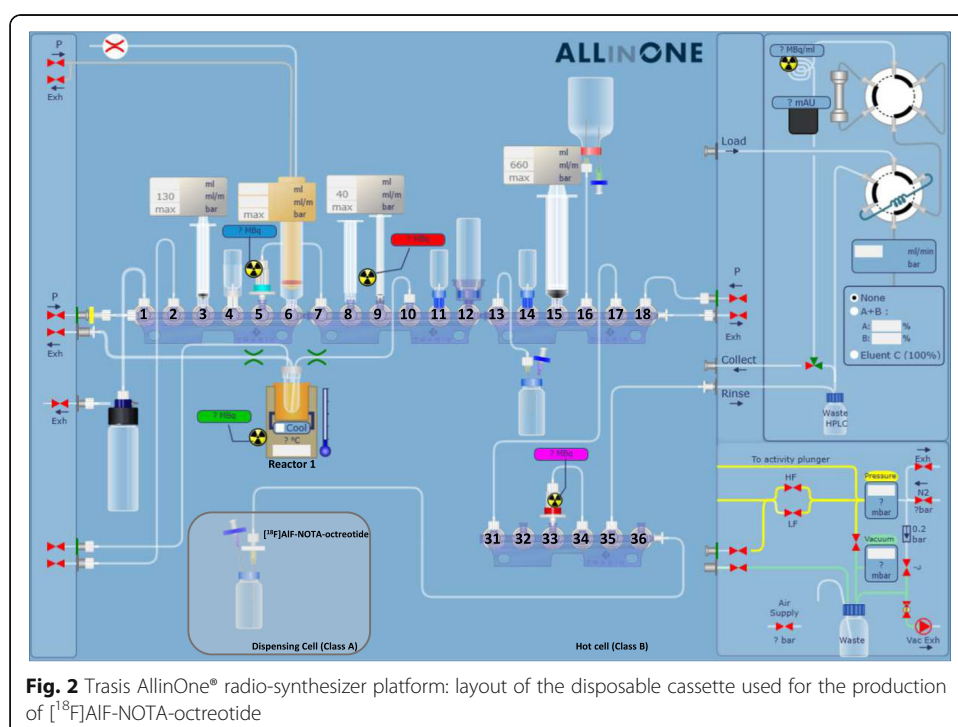 ALLINONE
P
Exh
130 max
ml
ml/m
bar
max
ml
ml/m
bar
40 max
ml
ml/m
bar
660 max
ml
ml/m
bar
? MBq
? MBq
? MBq/ml
? mAU
Load
ml/min
bar
None
A+B :
A: %
B: %
Eluent C (100%)
Collect
Rinse
Waste
HPLC
P
Exh
P
Exh
Exh
1 2 3 4 5 6 7 8 9 10 11 12 13 14 15 16 17 18
? MBq
Cool
? °C
Reactor 1
? MBq
31 32 33 34 35 36
[18F]AlF-NOTA-octreotide
Dispensing Cell (Class A)
Hot cell (Class B)
To activity plunger
HF
LF
Pressure
?
mbar
Exh
N2
?bar
0.2
bar
Vacuum
?
mbar
Air
Supply
? bar
Waste
Vac Exh
Fig. 2 Trasis AllinOne® radio-synthesizer platform: layout of the disposable cassette used for the production
of [18F]AlF-NOTA-octreotide